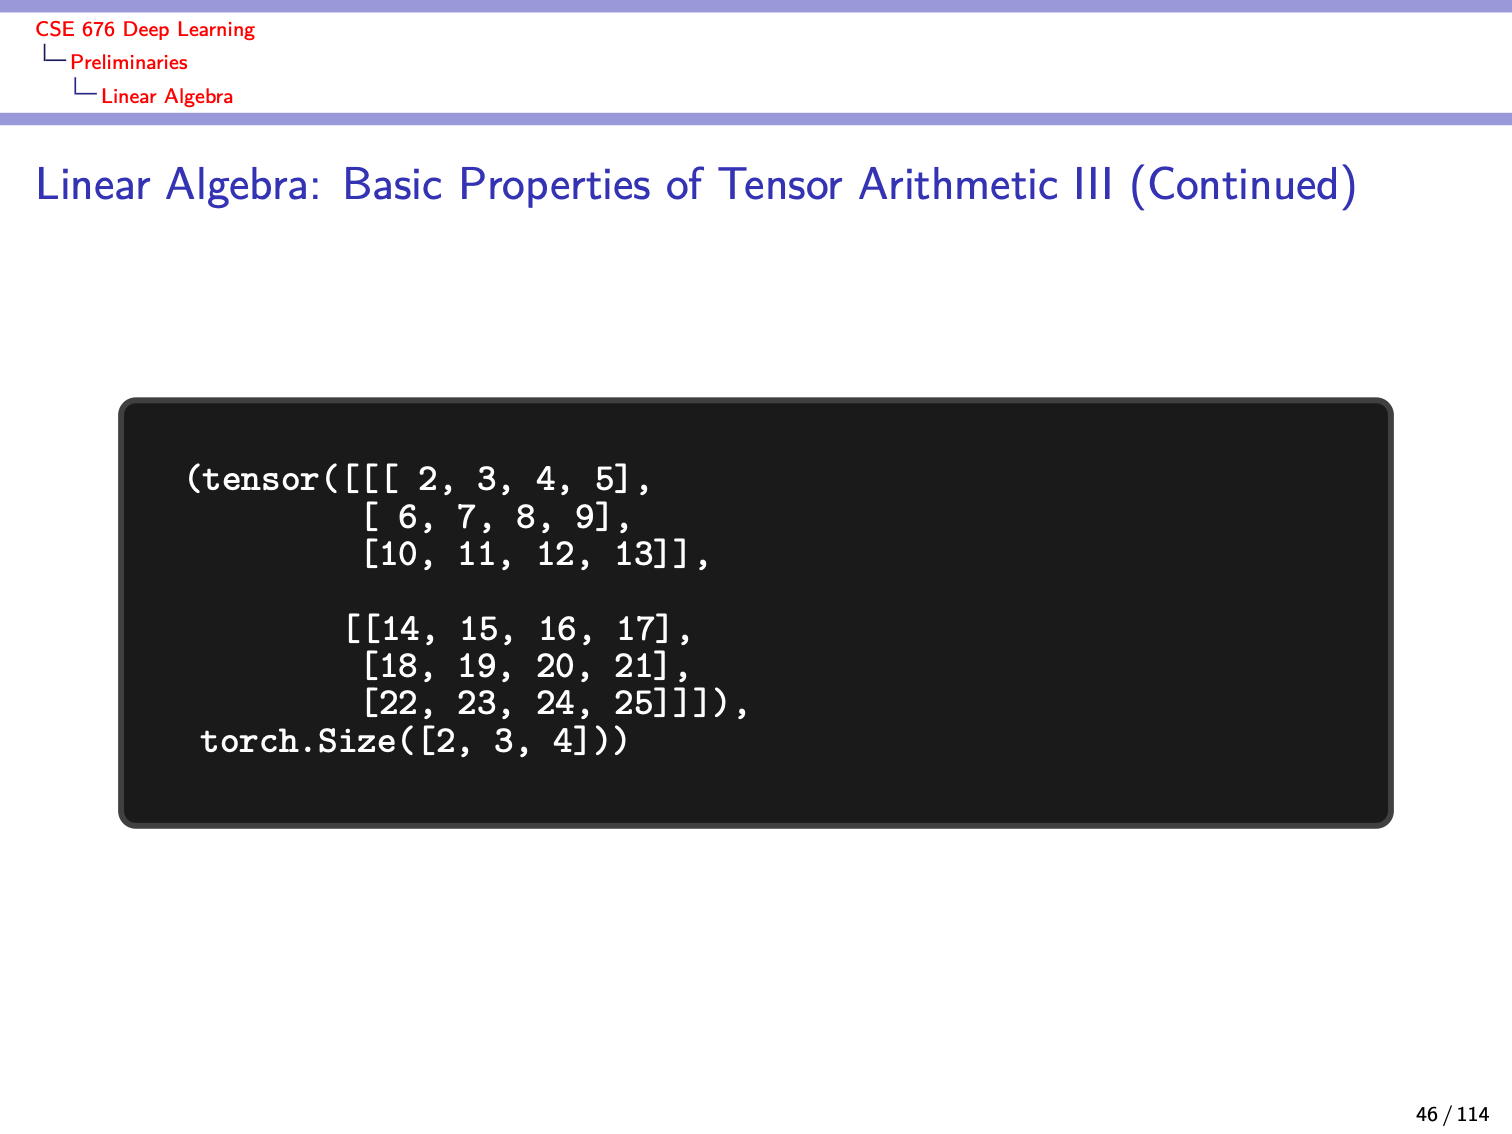 CSE 676 Deep Learning
Preliminaries
Linear Algebra
Linear Algebra: Basic Properties of Tensor Arithmetic III (Continued)
(tensor([[[ 2, 3, 4, 5],
[ 6, 7, 8, 9],
[10, 11, 12, 13]],
[[14, 15, 16, 17],
[18, 19, 20, 21],
[22, 23, 24, 25]]]),
torch.Size([2, 3, 4]))
46 / 114